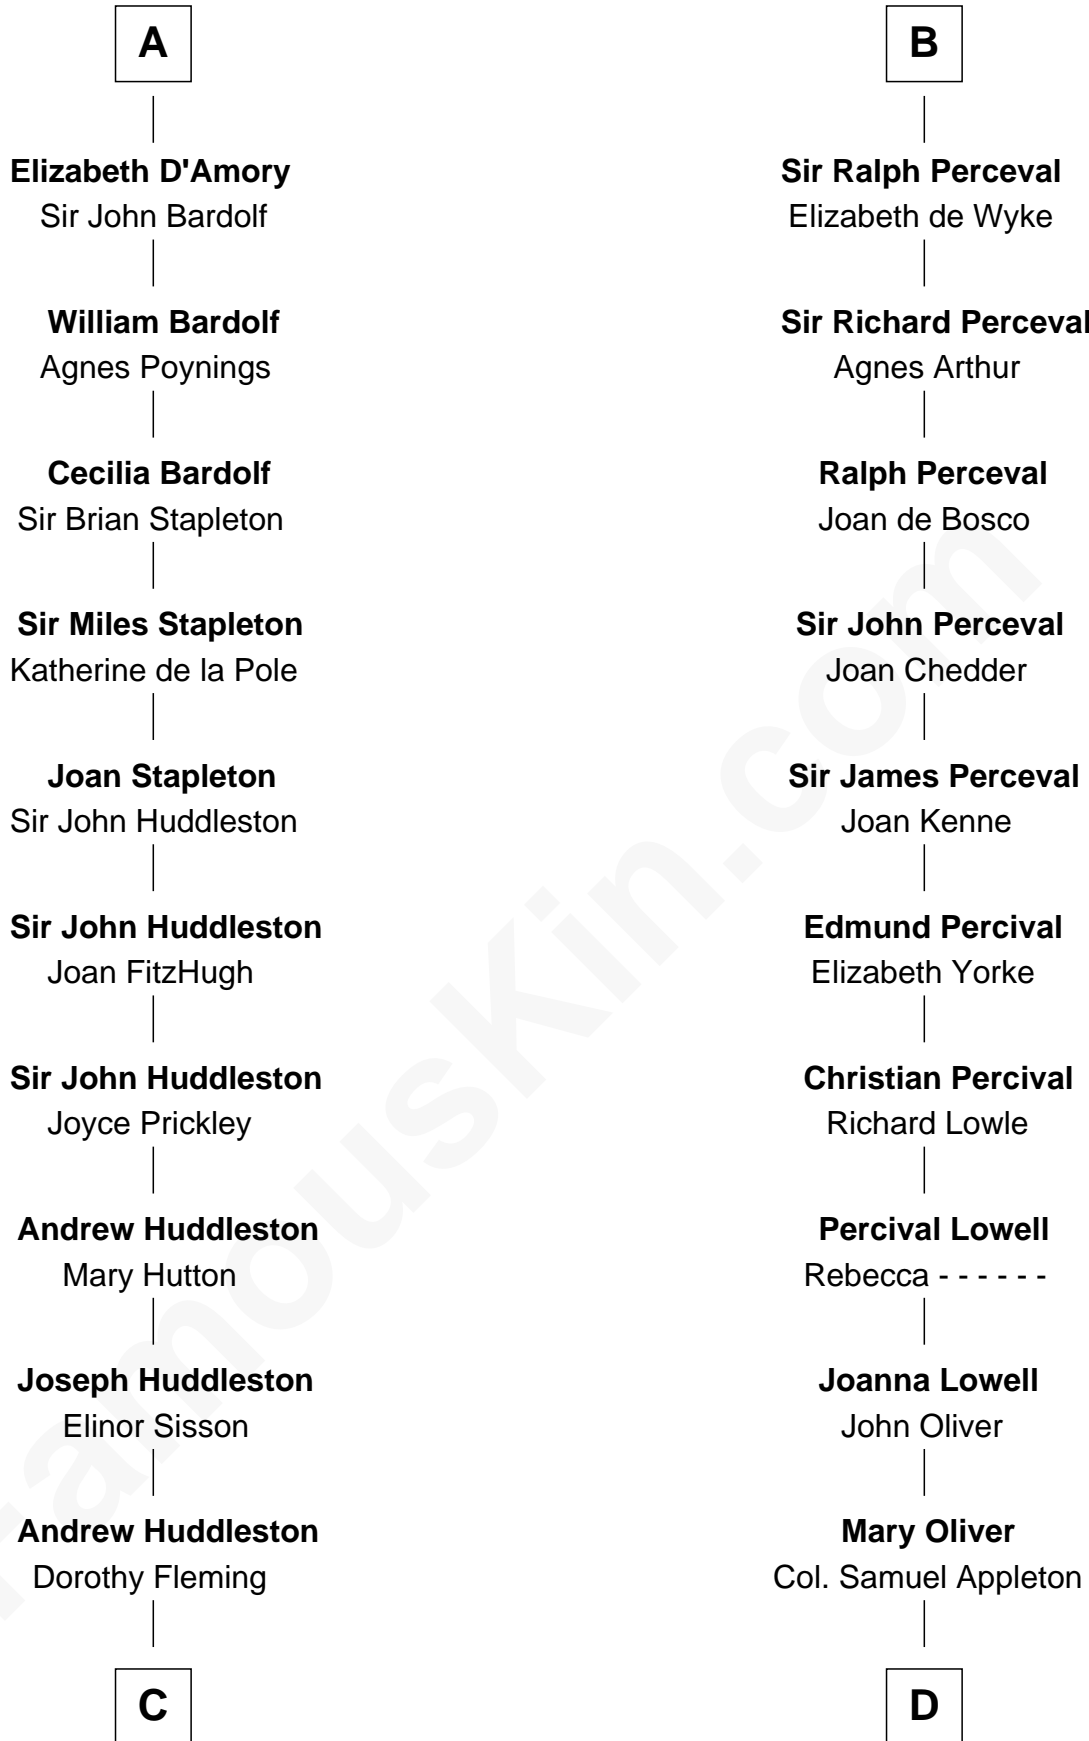 A
Elizabeth D'Amory
Sir John Bardolf
William Bardolf
Agnes Poynings
Cecilia Bardolf
Sir Brian Stapleton
Sir Miles Stapleton
Katherine de la Pole
Joan Stapleton
Sir John Huddleston
Sir John Huddleston
Joan FitzHugh
Sir John Huddleston
Joyce Prickley
Andrew Huddleston
Mary Hutton
Joseph Huddleston
Elinor Sisson
Andrew Huddleston
Dorothy Fleming
C
B
Sir Ralph Perceval
Elizabeth de Wyke
Sir Richard Perceval
Agnes Arthur
Ralph Perceval
Joan de Bosco
Sir John Perceval
Joan Chedder
Sir James Perceval
Joan Kenne
Edmund Percival
Elizabeth Yorke
Christian Percival
Richard Lowle
Percival Lowell
Rebecca - - - - - -
Joanna Lowell
John Oliver
Mary Oliver
Col. Samuel Appleton
D
FamousKin.com